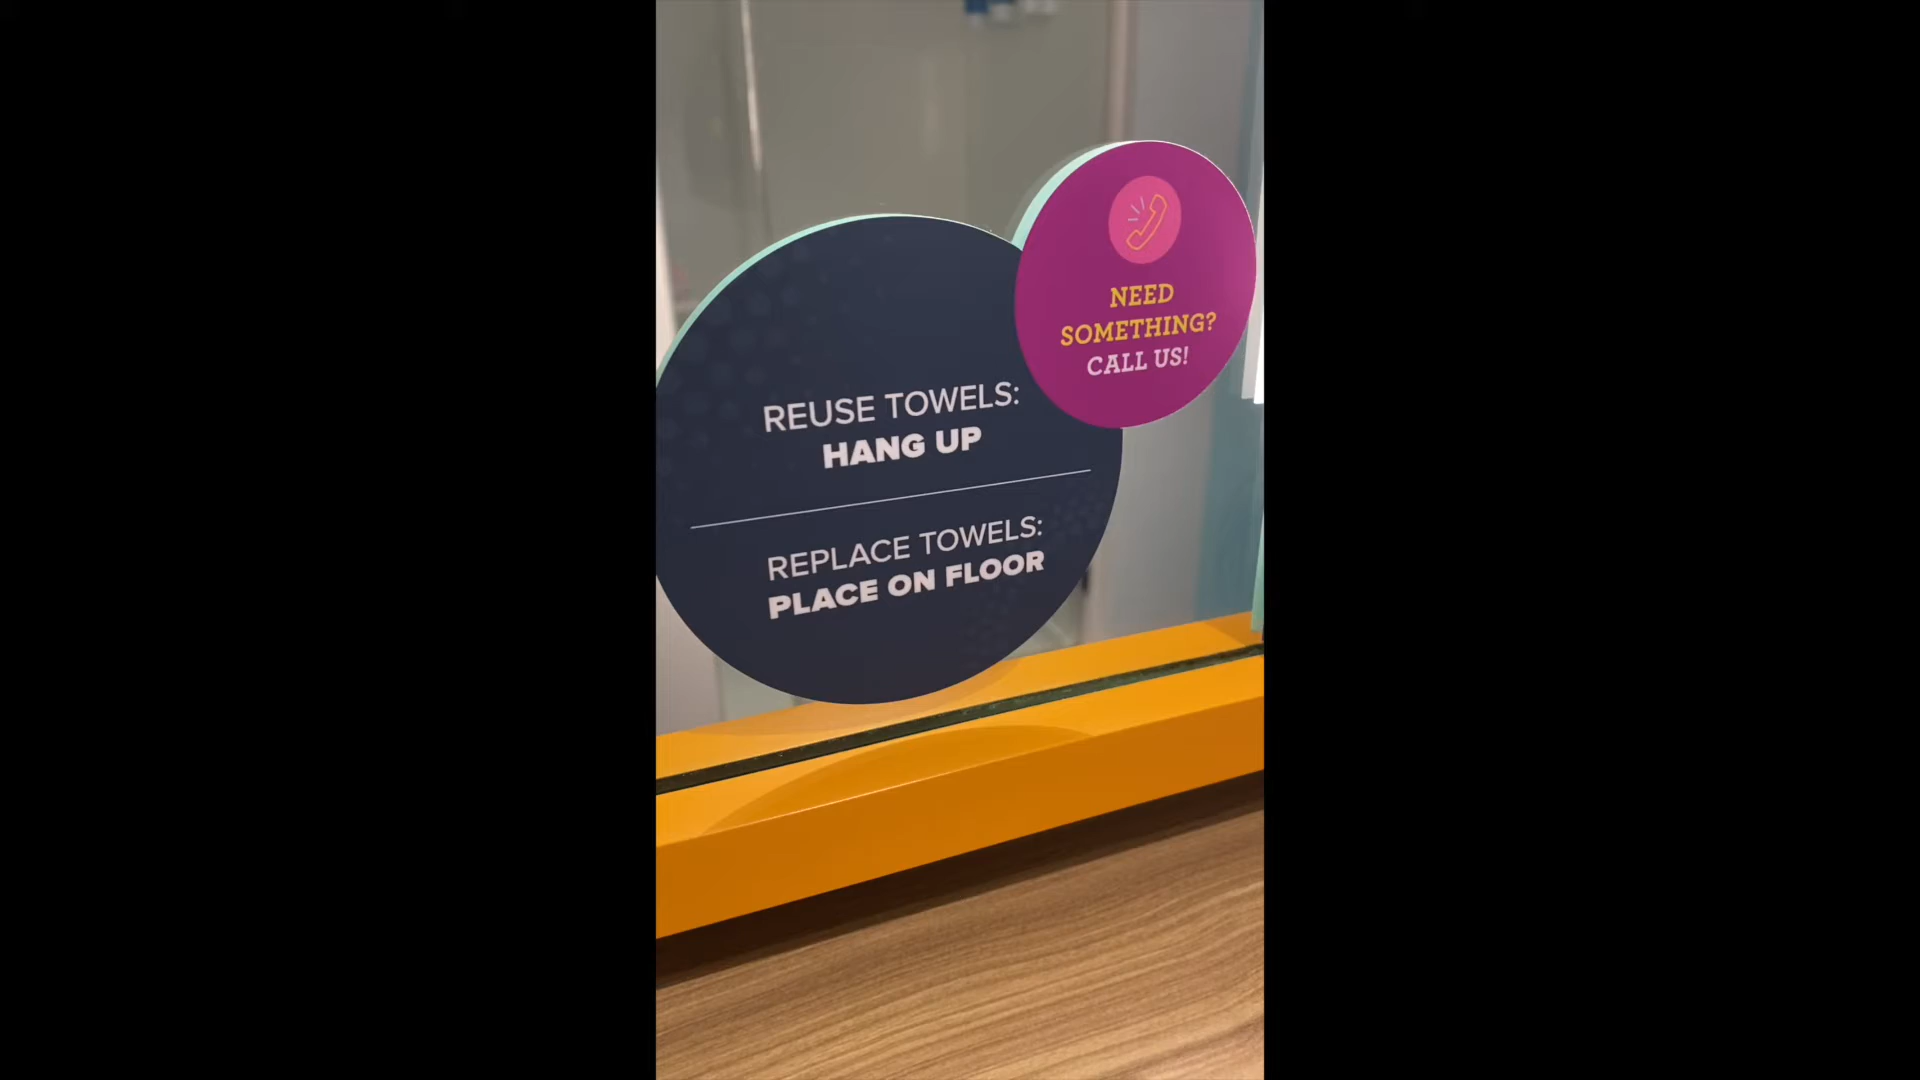 NEED
SOMETHING?
CALL US!
REUSE TOWELS:
HANG UP
REPLACE TOWELS:
PLACE ON FLOOR